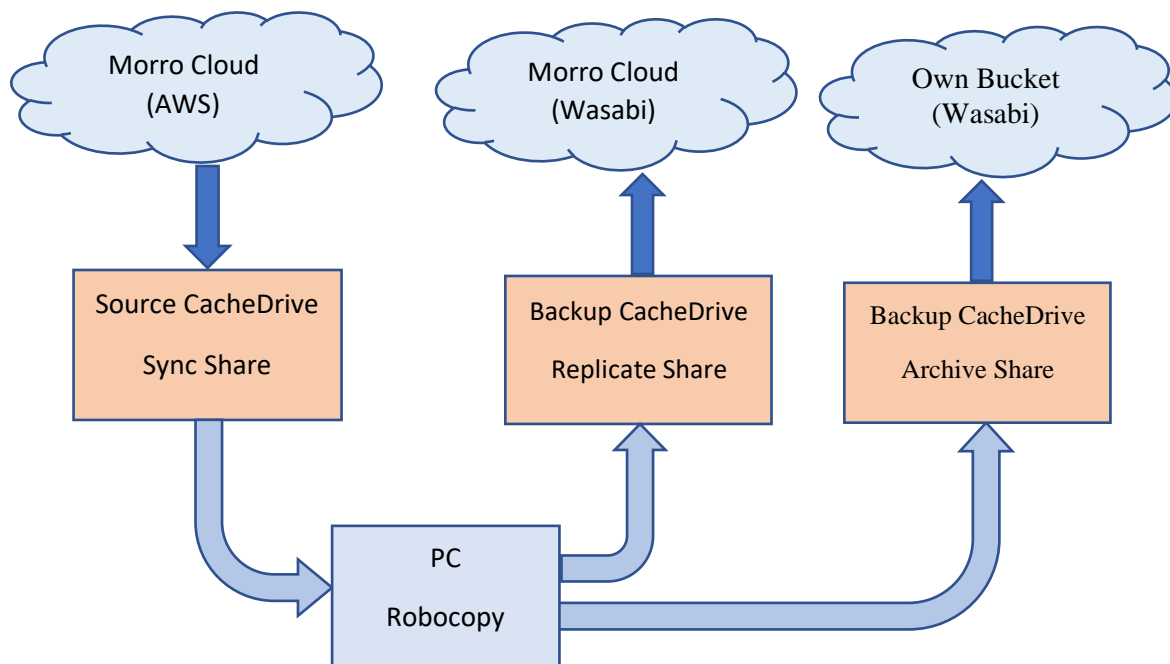 Morro Cloud
(AWS)
Morro Cloud
(Wasabi)
Own Bucket
(Wasabi)
Source CacheDrive
Sync Share
Backup CacheDrive
Replicate Share
Backup CacheDrive
Archive Share
PC
Robocopy